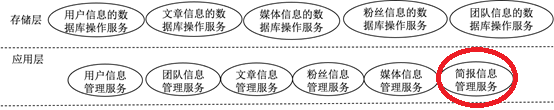 存储层
用户信息的数
据库操作服务
文章信息的数
据库操作服务
媒体信息的数
据库操作服务
粉丝信息的数
据库操作服务
团队信息的数
据库操作服务
应用层
用户信息
管理服务
团队信息
管理服务
文章信息
管理服务
粉丝信息
管理服务
媒体信息
管理服务
简报信息
管理服务